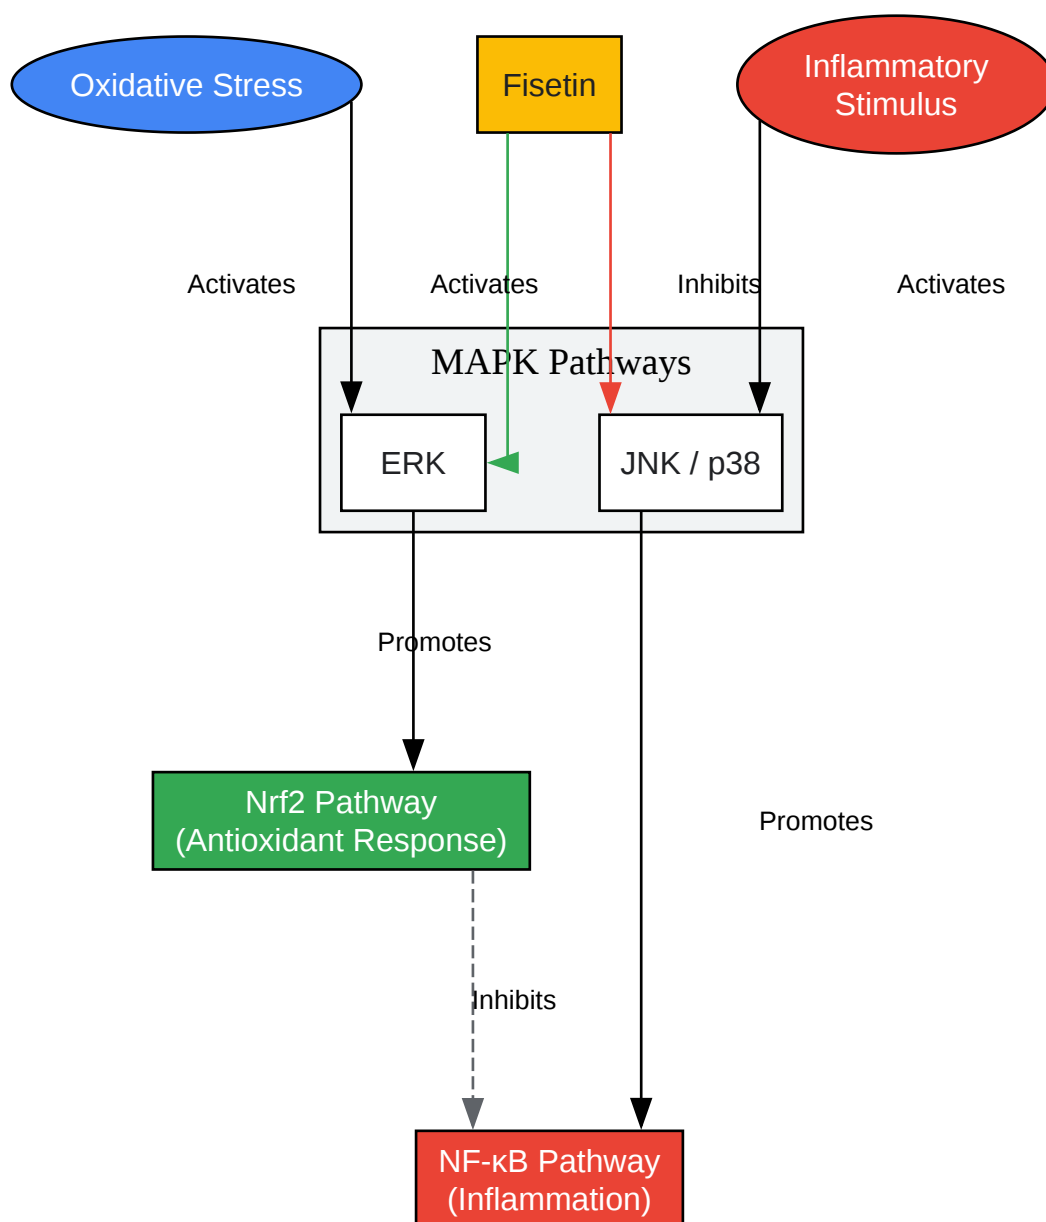 Oxidative Stress
Fisetin
Inflammatory
Stimulus
Activates
Activates
Inhibits
Activates
MAPK Pathways
ERK
JNK / p38
Promotes
Nrf2 Pathway
(Antioxidant Response)
Promotes
Inhibits
NF-κB Pathway
(Inflammation)